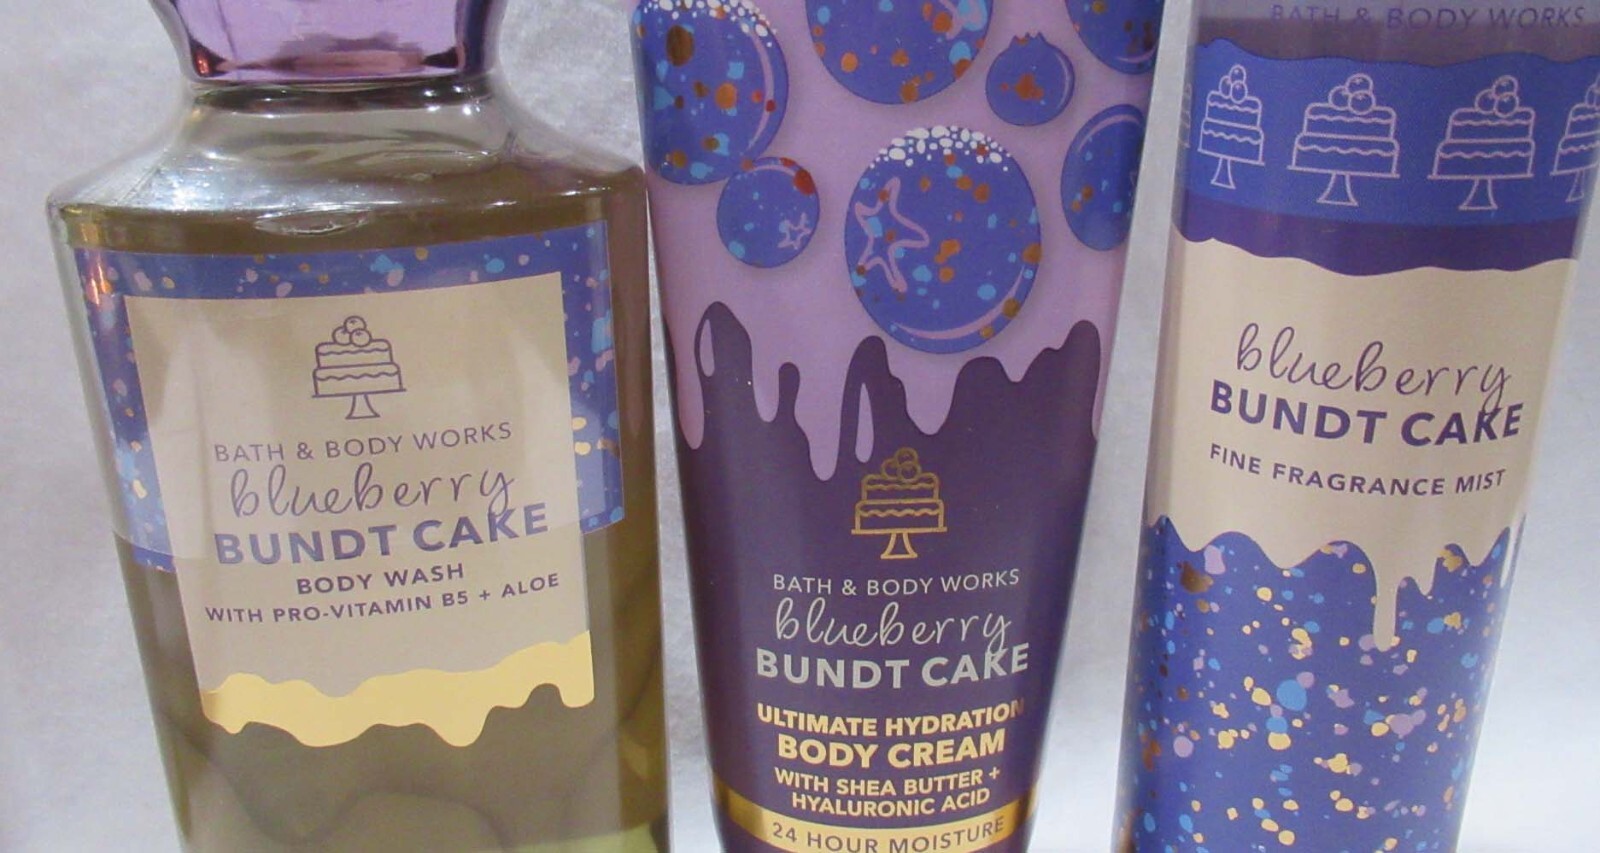 BATH & BODY WORKS
blueberry
BUNDT CAKE
BODY WASH
WITH PRO-VITAMIN B5 + ALOE
BATH & BODY WORKS
blueberry
BUNDT CAKE
ULTIMATE HYDRATION
BODY CREAM
WITH SHEA BUTTER +
HYALURONIC ACID
24 HOUR MOISTURE
BATH & BODY WORKS
blueberry
BUNDT CAKE
FINE FRAGRANCE MIST